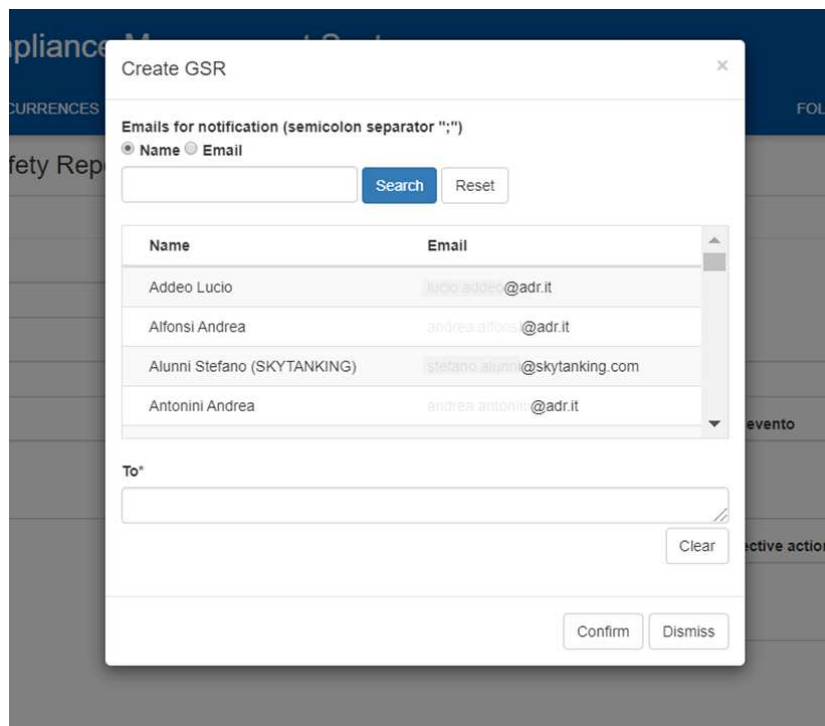 Create GSR
×
CURRENCES
FOL
Emails for notification (semicolon separator ";")
Name Email
fety Rep
Search Reset
Name Email
Addeo Lucio @adr.it
Alfonsi Andrea @adr.it
Alunni Stefano (SKYTANKING) @skytanking.com
Antonini Andrea @adr.it
evento
To*
Clear
ective action
Confirm Dismiss